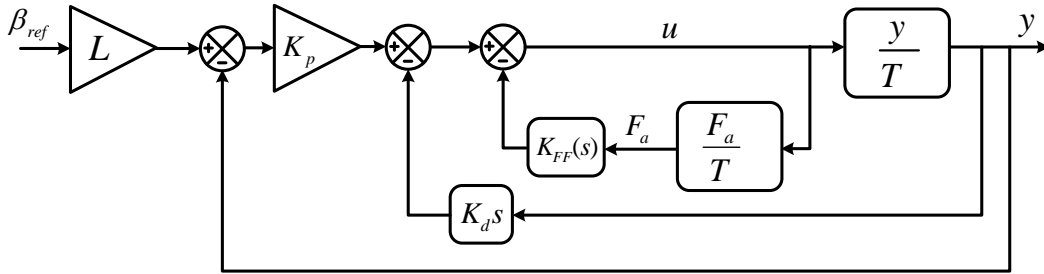 β_ref
L
+
-
K_p
+
-
+
-
u
y/T
y
K_FF(s)
F_a
F_a/T
K_d s